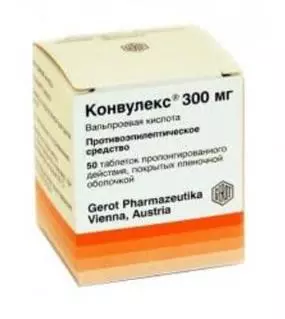 Конвулекс® 300 мг
Вальпроевая кислота
Противоэпилептическое
средство
50 таблеток пролонгированного
действия, покрытых пленочной
оболочкой
Gerot Pharmazeutika
Vienna, Austria